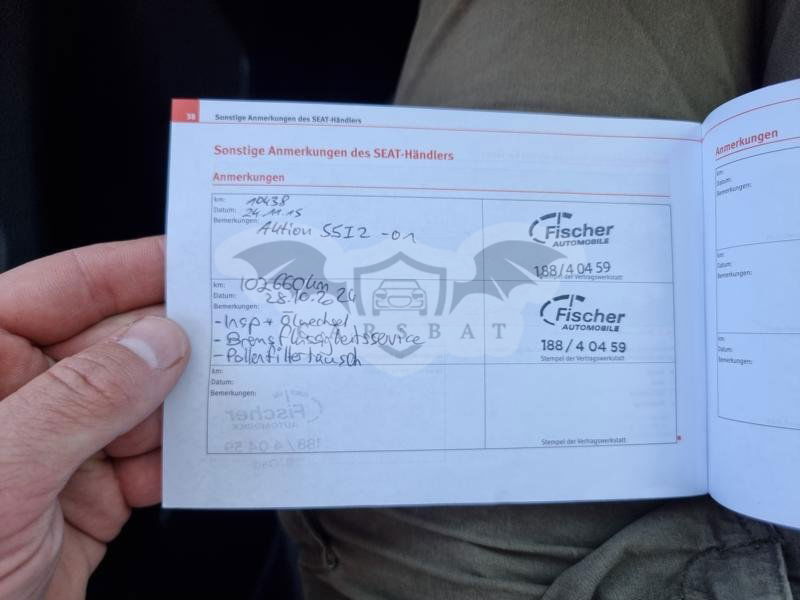 38 Sonstige Anmerkungen des SEAT-Händlers
Sonstige Anmerkungen des SEAT-Händlers
Anmerkungen
km: 10438
Datum: 24.11.15
Bemerkungen:
Aktion 55I2 -01
Fischer
AUTOMOBILE
188/4 04 59
Stempel der Vertragswerkstatt
km: 102660km
Datum: 28.10.2024
Bemerkungen:
-Insp + Ölwechsel
-Bremsflüssigkeitsservice
-Pollenfiltertausch
Fischer
AUTOMOBILE
188/4 04 59
Stempel der Vertragswerkstatt
km:
Datum:
Bemerkungen:
Stempel der Vertragswerkstatt
RSBAT
Anmerkungen
km:
Datum:
Bemerkungen:
km:
Datum:
Bemerkungen:
km:
Datum:
Bemerkungen: